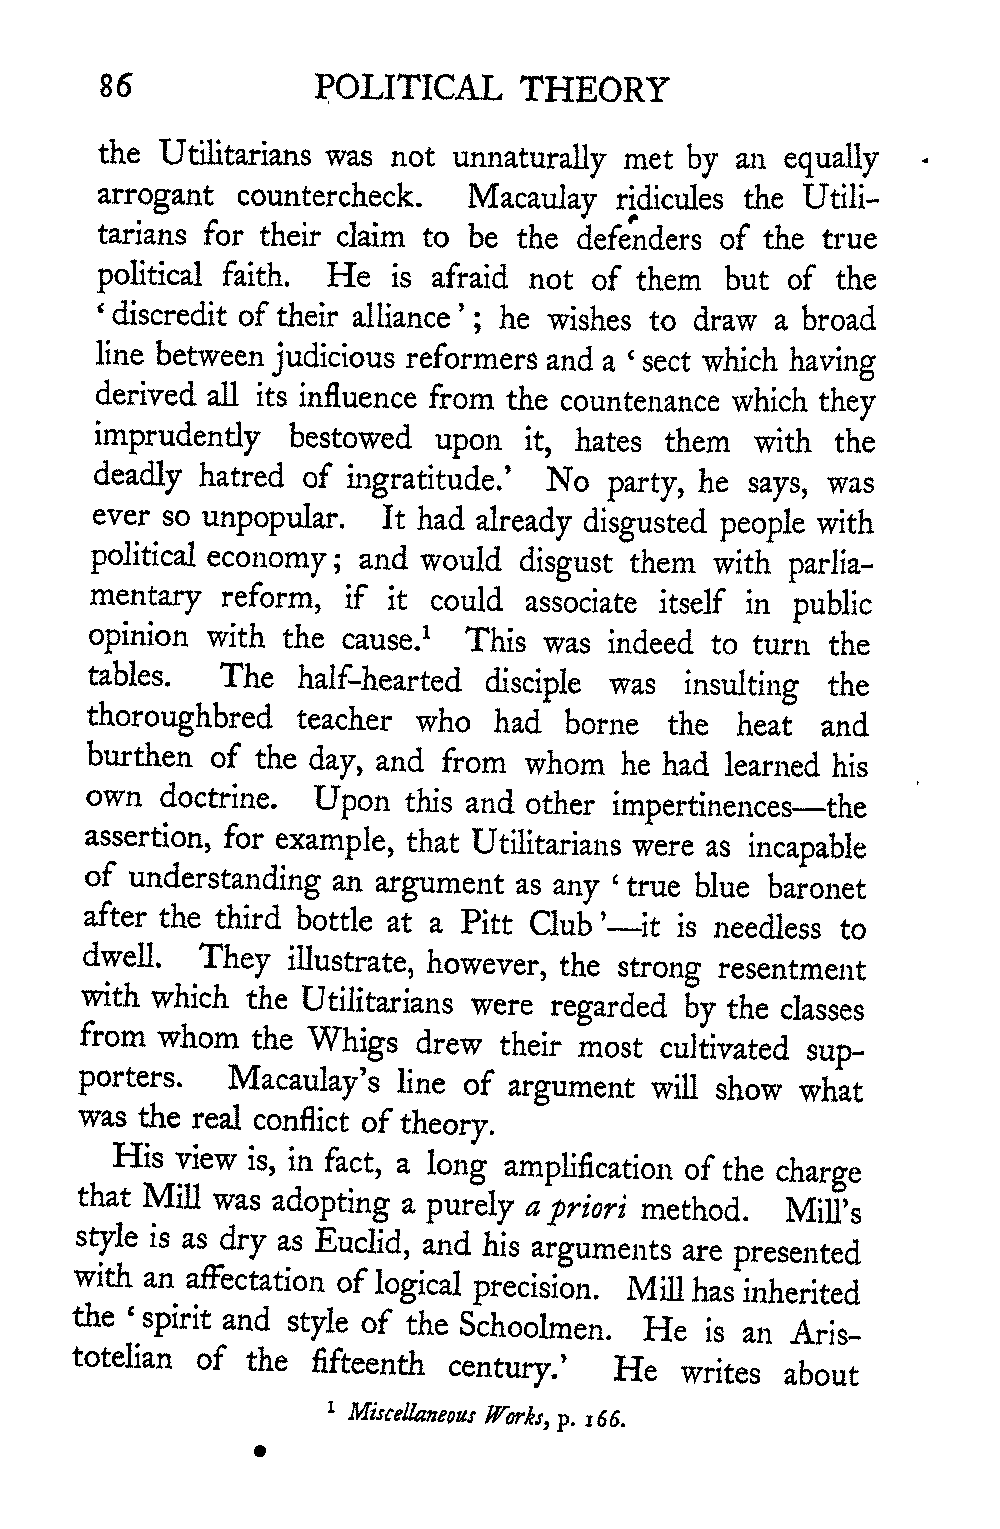 86 POLITICAL THEORY
the Utilitarians was not unnaturally met by an equally
arrogant countercheck. Macaulay ridicules the Utili-
tarians for their claim to be the defenders of the true
political faith. He is afraid not of them but of the
‘ discredit of their alliance ’ ; he wishes to draw a broad
line between judicious reformers and a ‘ sect which having
derived all its influence from the countenance which they
imprudently bestowed upon it, hates them with the
deadly hatred of ingratitude.’ No party, he says, was
ever so unpopular. It had already disgusted people with
political economy ; and would disgust them with parlia-
mentary reform, if it could associate itself in public
opinion with the cause.¹ This was indeed to turn the
tables. The half-hearted disciple was insulting the
thoroughbred teacher who had borne the heat and
burthen of the day, and from whom he had learned his
own doctrine. Upon this and other impertinences—the
assertion, for example, that Utilitarians were as incapable
of understanding an argument as any ‘ true blue baronet
after the third bottle at a Pitt Club ’—it is needless to
dwell. They illustrate, however, the strong resentment
with which the Utilitarians were regarded by the classes
from whom the Whigs drew their most cultivated sup-
porters. Macaulay’s line of argument will show what
was the real conflict of theory.
His view is, in fact, a long amplification of the charge
that Mill was adopting a purely a priori method. Mill’s
style is as dry as Euclid, and his arguments are presented
with an affectation of logical precision. Mill has inherited
the ‘ spirit and style of the Schoolmen. He is an Aris-
totelian of the fifteenth century.’ He writes about
¹ Miscellaneous Works, p. 166.